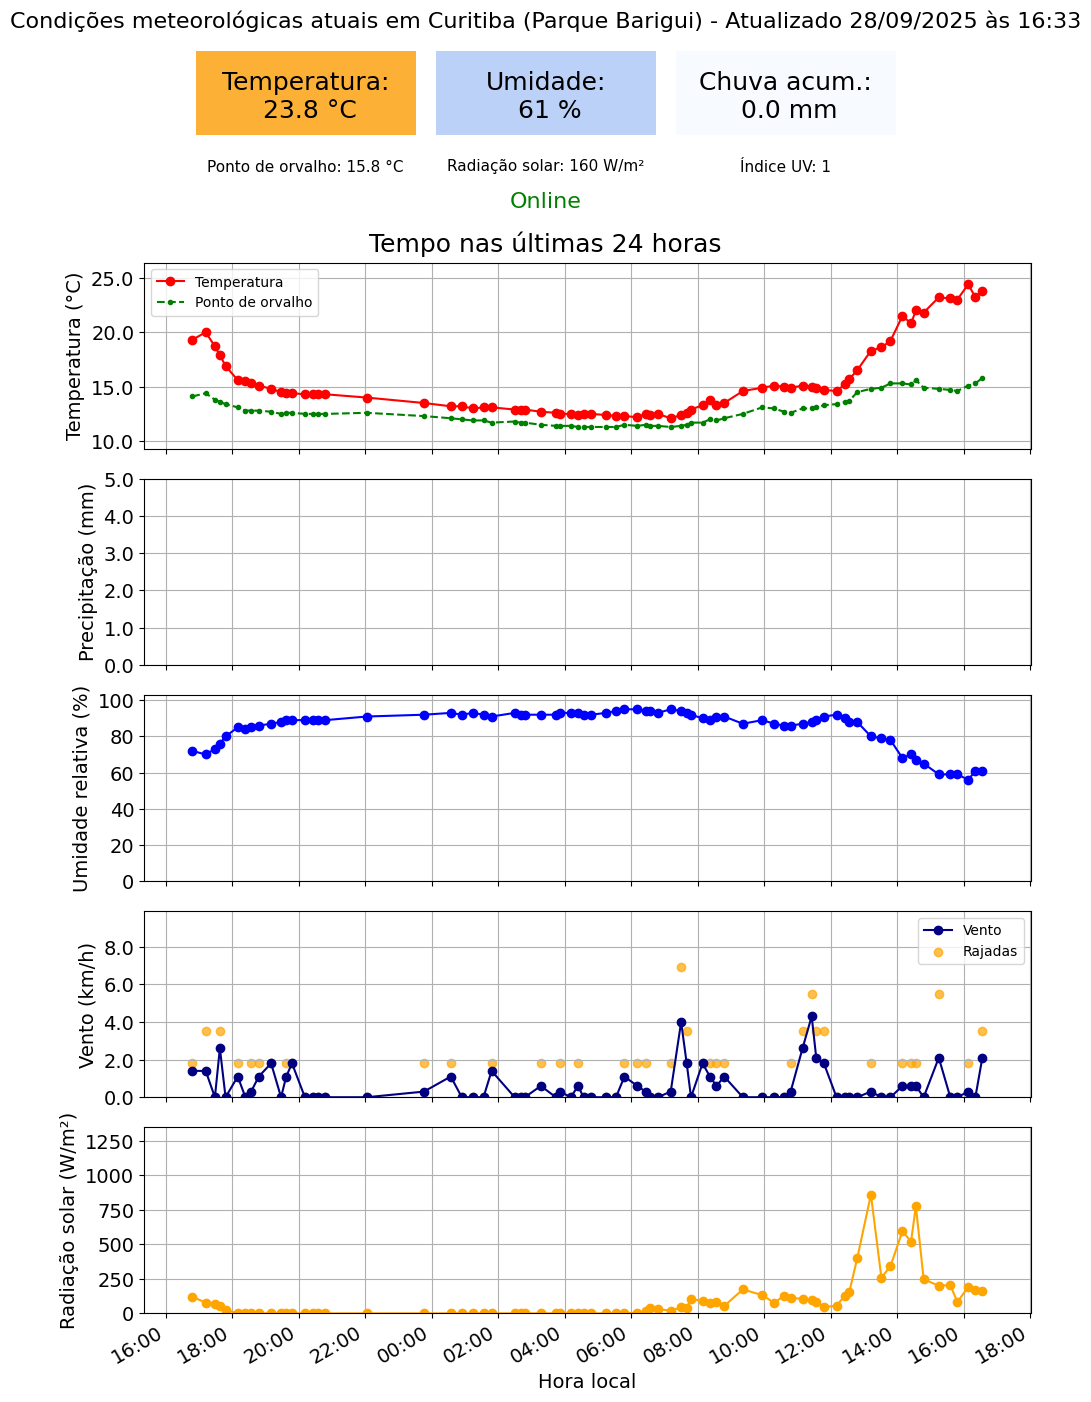 Condições meteorológicas atuais em Curitiba (Parque Barigui) - Atualizado 28/09/2025 às 16:33
Temperatura:
23.8 °C
Umidade:
61 %
Chuva acum.:
0.0 mm
Ponto de orvalho: 15.8 °C
Radiação solar: 160 W/m²
Índice UV: 1
Online
Tempo nas últimas 24 horas
Temperatura (°C)
25.0
20.0
15.0
10.0
Temperatura
Ponto de orvalho
Precipitação (mm)
5.0
4.0
3.0
2.0
1.0
0.0
Umidade relativa (%)
100
80
60
40
20
0
Vento (km/h)
8.0
6.0
4.0
2.0
0.0
Vento
Rajadas
Radiação solar (W/m²)
1250
1000
750
500
250
0
16:00
18:00
20:00
22:00
00:00
02:00
04:00
06:00
08:00
10:00
12:00
14:00
16:00
18:00
Hora local